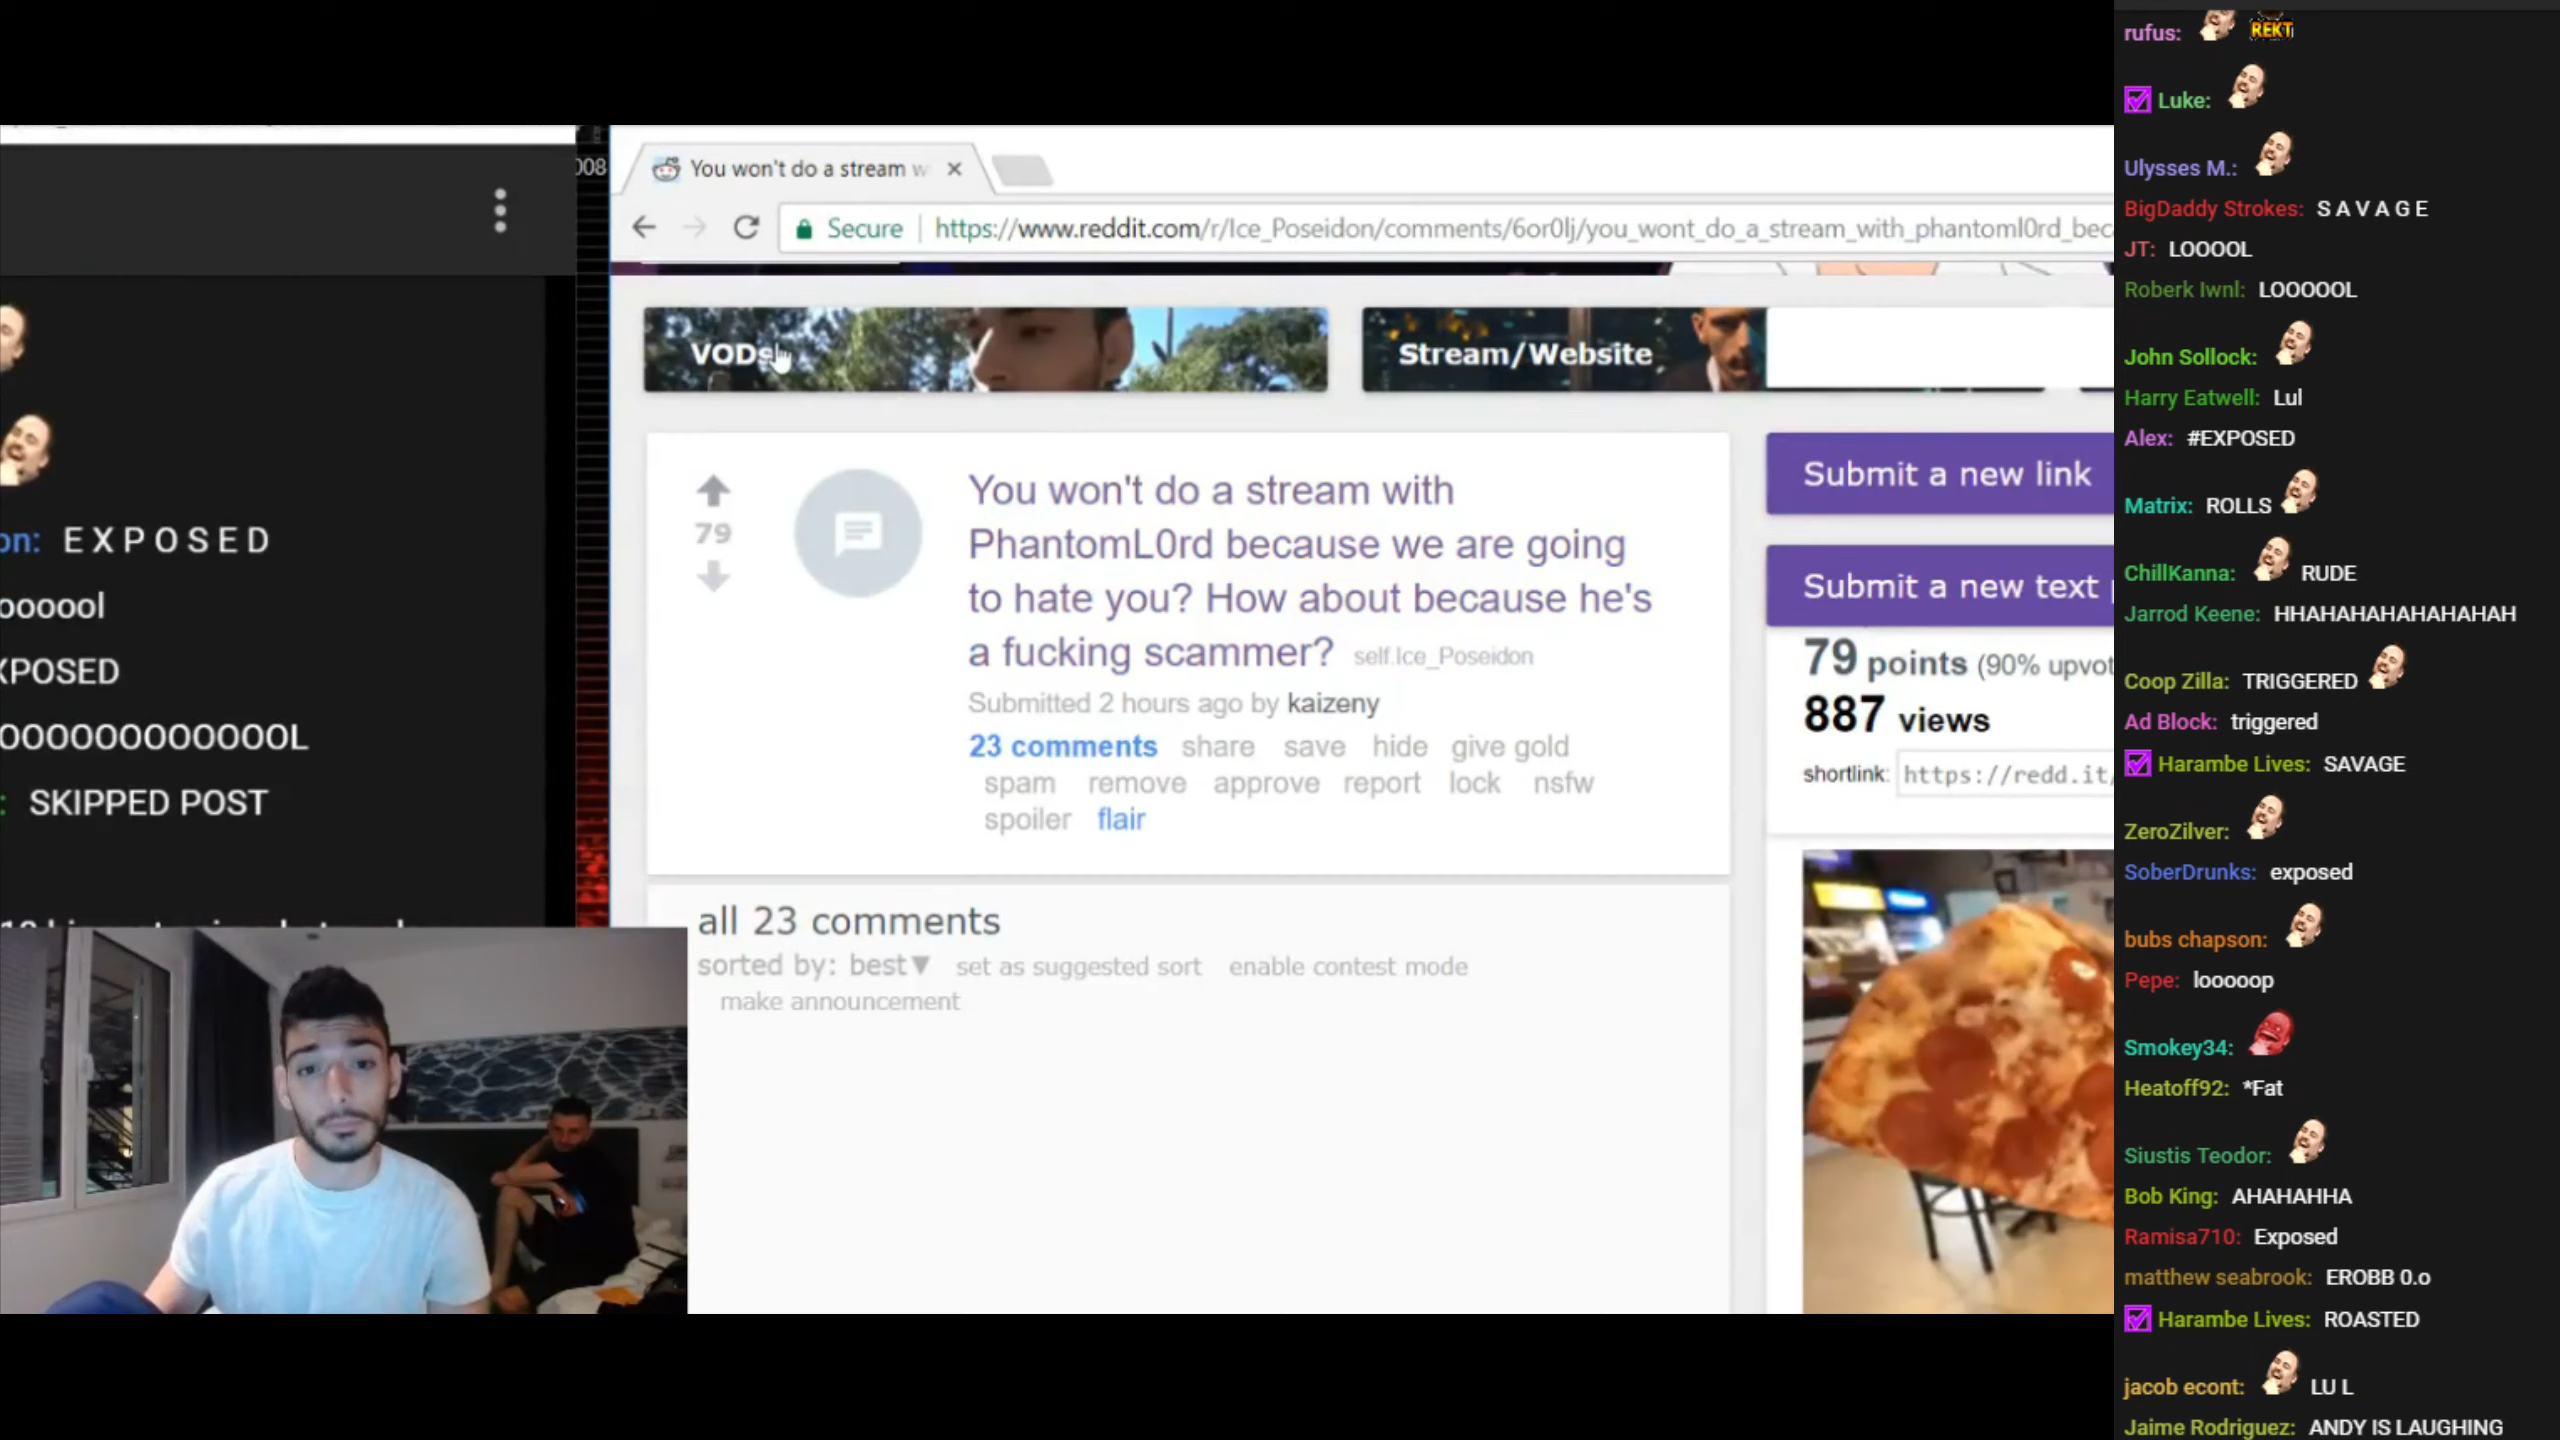 008
on: E X P O S E D
ooool
XPOSED
OOOOOOOOOOOOL
: SKIPPED POST
You won't do a stream w
Secure
https://www.reddit.com/r/Ice_Poseidon/comments/6or0lj/you_wont_do_a_stream_with_phantoml0rd_bec
VODs
Stream/Website
79
You won't do a stream with
PhantomL0rd because we are going
to hate you? How about because he's
a fucking scammer? self.Ice_Poseidon
Submitted 2 hours ago by kaizeny
23 comments share save hide give gold
spam remove approve report lock nsfw
spoiler flair
all 23 comments
sorted by: best▼ set as suggested sort enable contest mode
make announcement
Submit a new link
Submit a new text
79 points (90% upvot
887 views
shortlink: https://redd.it/
rufus: REKT
Luke:
Ulysses M.:
BigDaddy Strokes: S A V A G E
JT: LOOOOL
Roberk Iwnl: LOOOOOL
John Sollock:
Harry Eatwell: Lul
Alex: #EXPOSED
Matrix: ROLLS
ChillKanna: RUDE
Jarrod Keene: HHAHAHAHAHAHAHAH
Coop Zilla: TRIGGERED
Ad Block: triggered
Harambe Lives: SAVAGE
ZeroZilver:
SoberDrunks: exposed
bubs chapson:
Pepe: looooop
Smokey34:
Heatoff92: *Fat
Siustis Teodor:
Bob King: AHAHAHHA
Ramisa710: Exposed
matthew seabrook: EROBB 0.o
Harambe Lives: ROASTED
jacob econt: LU L
Jaime Rodriguez: ANDY IS LAUGHING